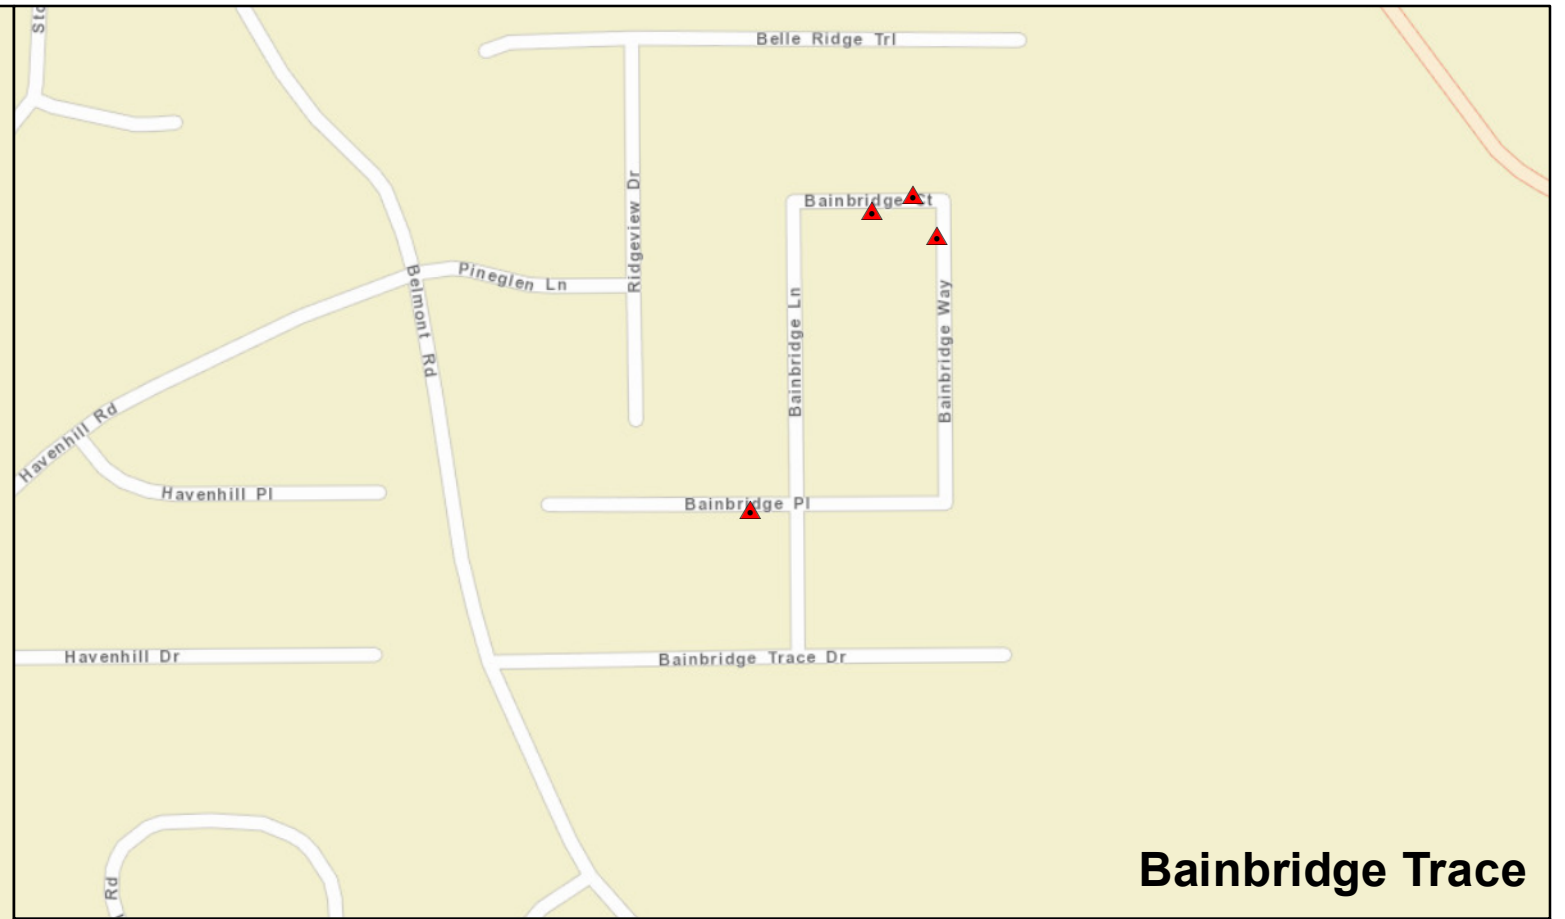 Belle Ridge Trl
Ridgeview Dr
Bainbridge Ct
Pineglen Ln
Belmont Rd
Bainbridge Ln
Bainbridge Way
Havenhill Rd
Havenhill Pl
Bainbridge Pl
Havenhill Dr
Bainbridge Trace Dr
Rd
Bainbridge Trace